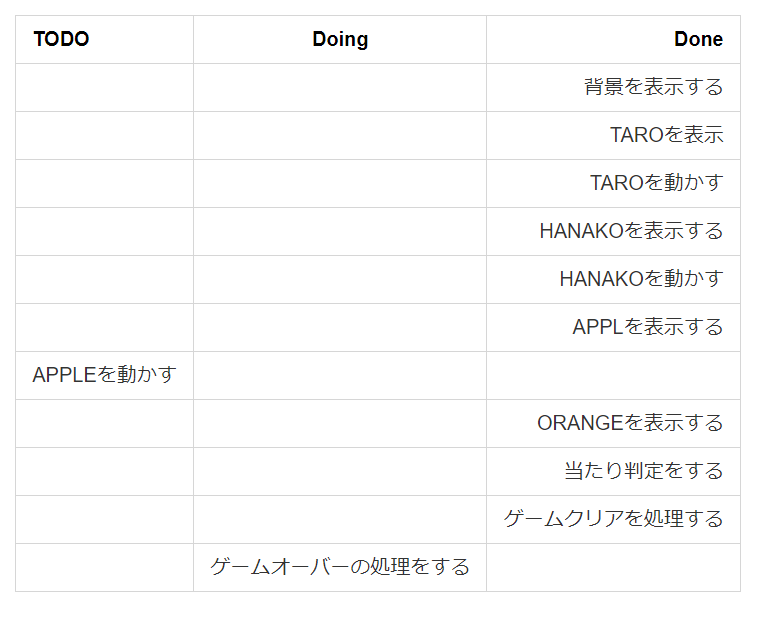 TODO Doing Done
背景を表示する
TAROを表示
TAROを動かす
HANAKOを表示する
HANAKOを動かす
APPLを表示する
APPLEを動かす
ORANGEを表示する
当たり判定をする
ゲームクリアを処理する
ゲームオーバーの処理をする